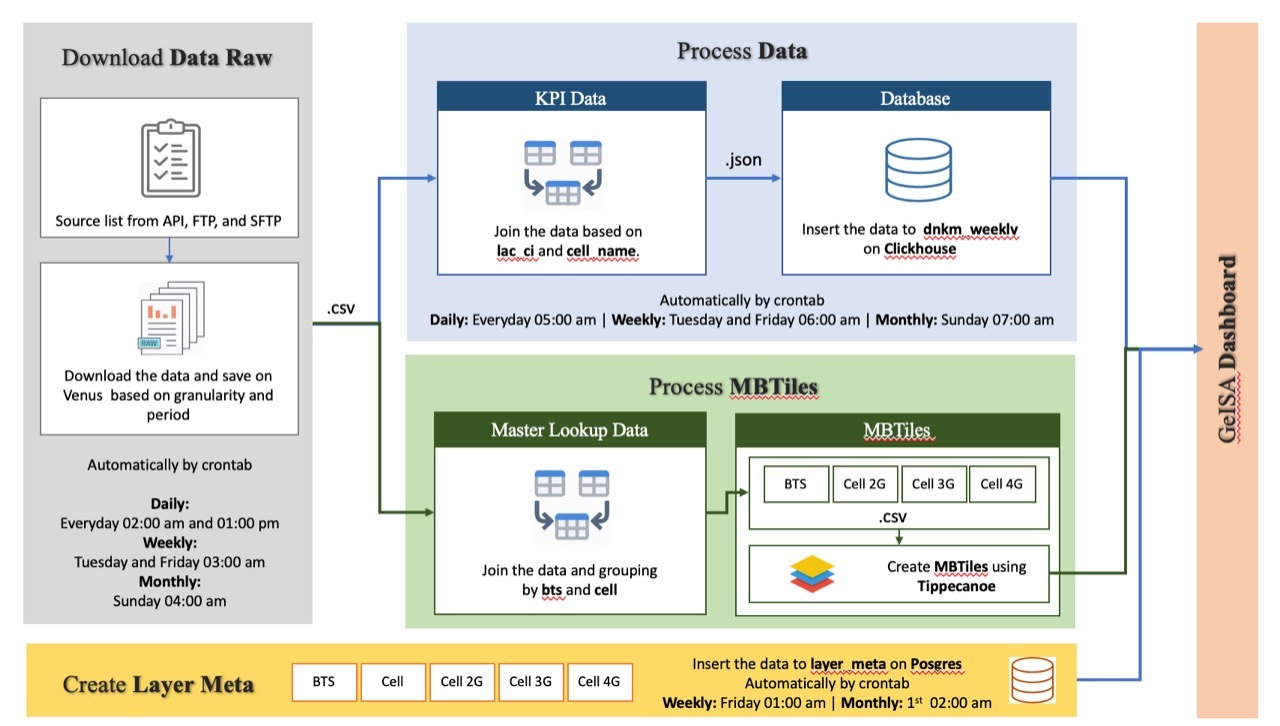 Download Data Raw
Source list from API, FTP, and SFTP
RAW
Download the data and save on
Venus based on granularity and
period
Automatically by crontab
Daily:
Everyday 02:00 am and 01:00 pm
Weekly:
Tuesday and Friday 03:00 am
Monthly:
Sunday 04:00 am
.CSV
Process Data
KPI Data
Join the data based on
lac_ci and cell_name.
.json
Database
Insert the data to dnkm_weekly
on Clickhouse
Automatically by crontab
Daily: Everyday 05:00 am | Weekly: Tuesday and Friday 06:00 am | Monthly: Sunday 07:00 am
Process MBTiles
Master Lookup Data
Join the data and grouping
by bts and cell
MBTiles
BTS
Cell 2G
Cell 3G
Cell 4G
.CSV
Create MBTiles using
Tippecanoe
Create Layer Meta
BTS
Cell
Cell 2G
Cell 3G
Cell 4G
Insert the data to layer_meta on Posgres
Automatically by crontab
Weekly: Friday 01:00 am | Monthly: 1st 02:00 am
GeISA Dashboard